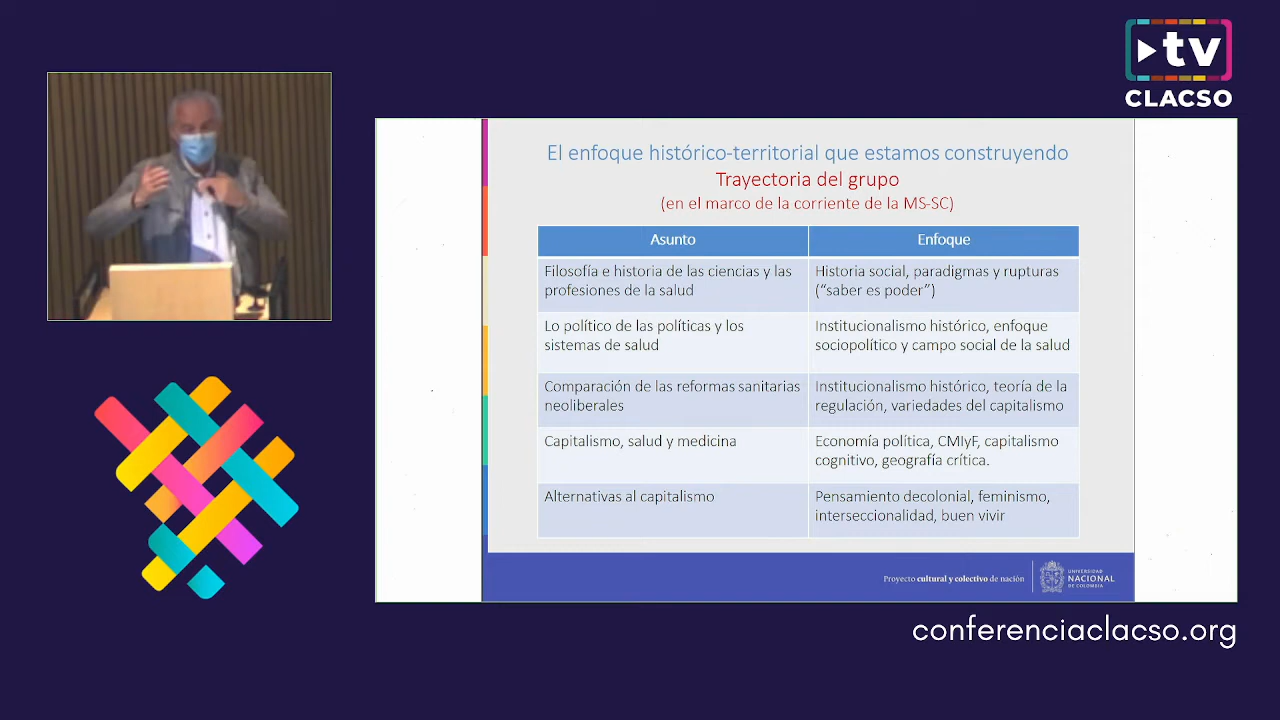 tv
CLACSO
El enfoque histórico-territorial que estamos construyendo
Trayectoria del grupo
(en el marco de la corriente de la MS-SC)
Asunto
Enfoque
Filosofía e historia de las ciencias y las
profesiones de la salud
Historia social, paradigmas y rupturas
(“saber es poder”)
Lo político de las políticas y los
sistemas de salud
Institucionalismo histórico, enfoque
sociopolítico y campo social de la salud
Comparación de las reformas sanitarias
neoliberales
Institucionalismo histórico, teoría de la
regulación, variedades del capitalismo
Capitalismo, salud y medicina
Economía política, CMIyF, capitalismo
cognitivo, geografía crítica.
Alternativas al capitalismo
Pensamiento decolonial, feminismo,
interseccionalidad, buen vivir
Proyecto cultural y colectivo de nación
UNIVERSIDAD
NACIONAL
DE COLOMBIA
conferenciaclacso.org